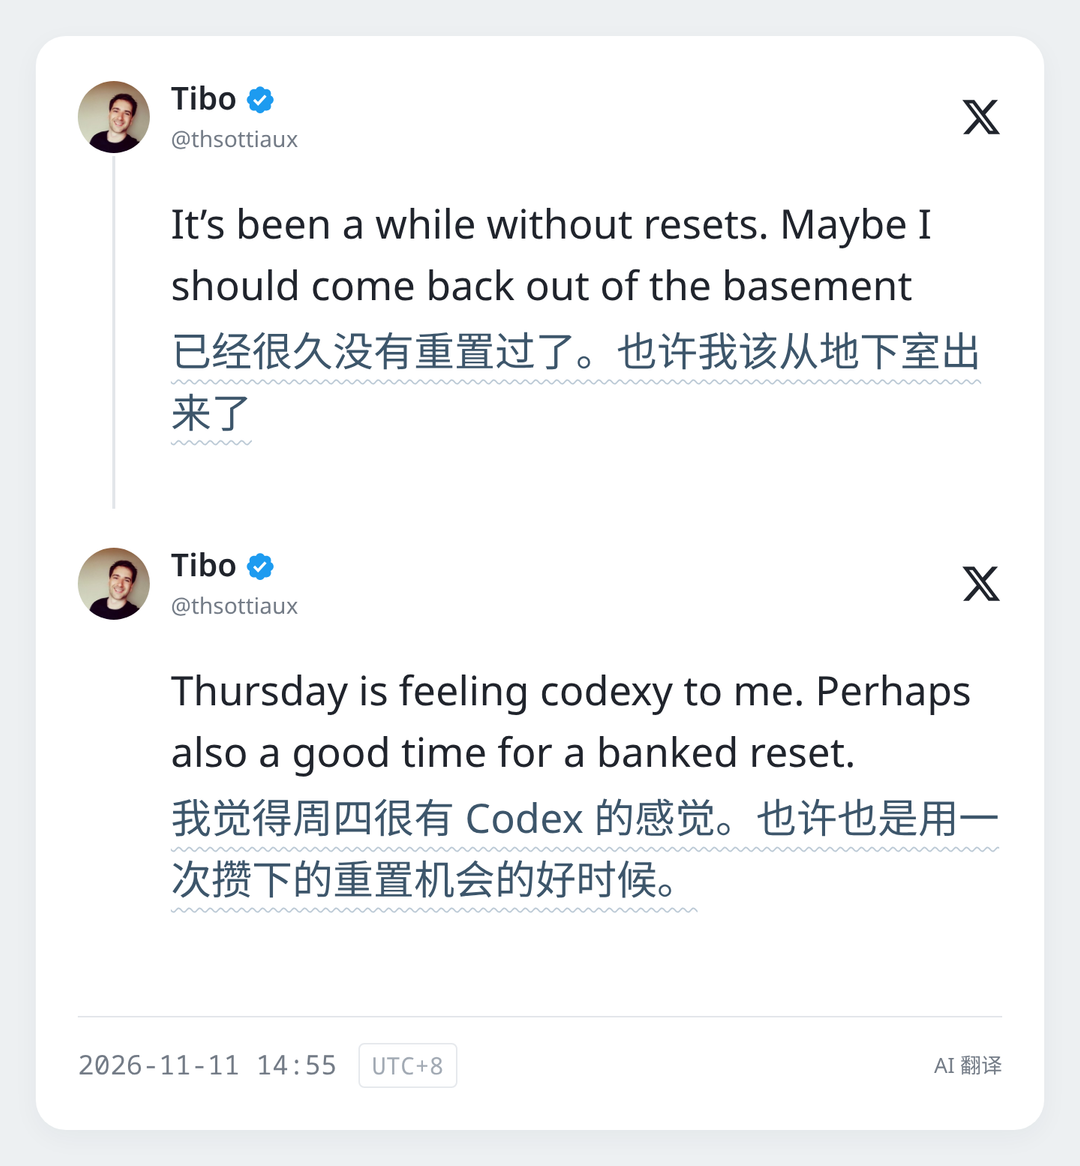 Tibo
@thsottiaux
It’s been a while without resets. Maybe I
should come back out of the basement
已经很久没有重置过了。也许我该从地下室出
来了
Tibo
@thsottiaux
Thursday is feeling codexy to me. Perhaps
also a good time for a banked reset.
我觉得周四很有 Codex 的感觉。也许也是用一
次攒下的重置机会的好时候。
2026-11-11 14:55 UTC+8
AI 翻译